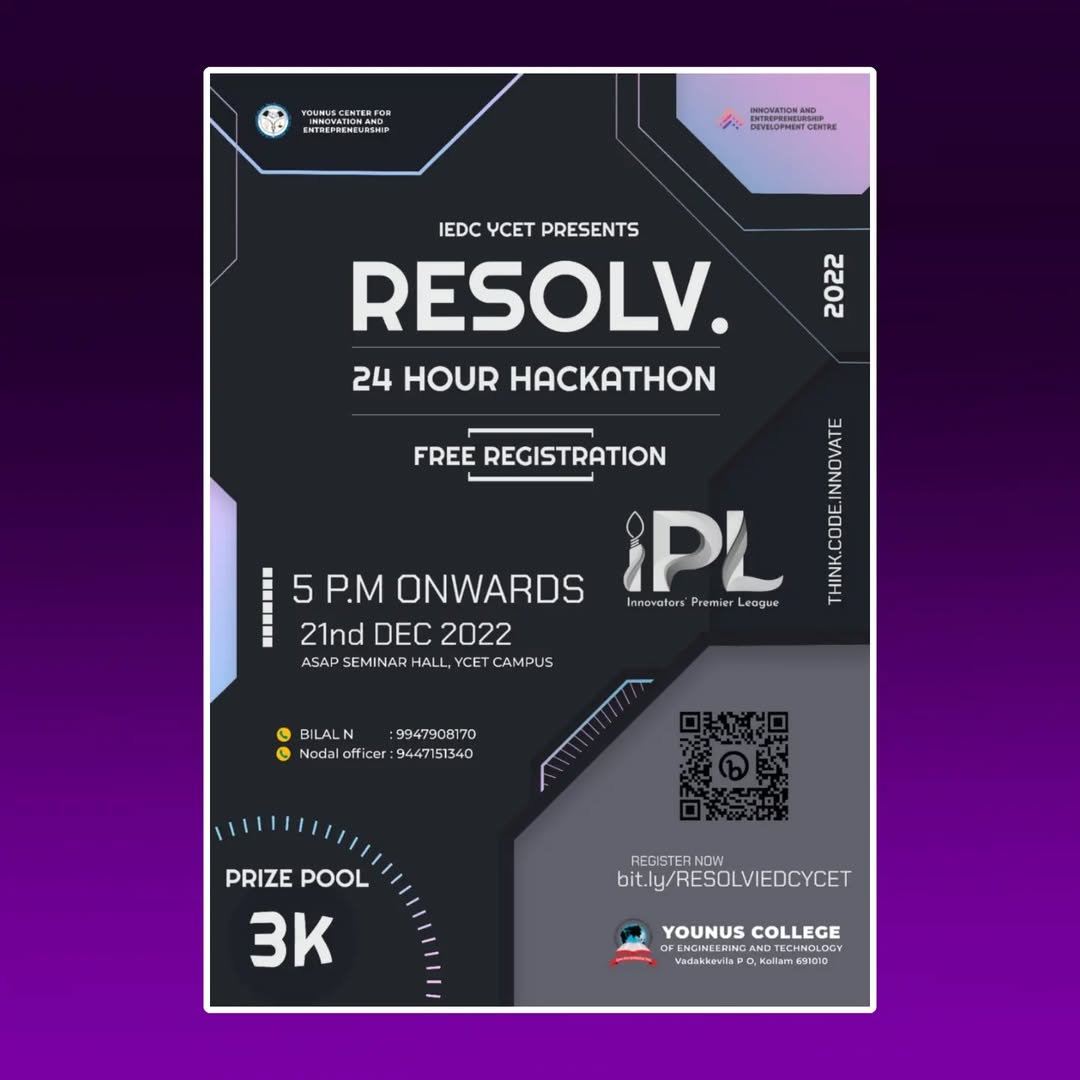 YOUNUS CENTER FOR
INNOVATION AND
ENTREPRENEURSHIP
INNOVATION AND
ENTREPRENEURSHIP
DEVELOPMENT CENTRE
IEDC YCET PRESENTS
RESOLV.
2022
24 HOUR HACKATHON
FREE REGISTRATION
THINK.CODE.INNOVATE
iPL
Innovators' Premier League
5 P.M ONWARDS
21nd DEC 2022
ASAP SEMINAR HALL, YCET CAMPUS
BILAL N : 9947908170
Nodal officer : 9447151340
PRIZE POOL
3K
REGISTER NOW
bit.ly/RESOLVIEDCYCET
YOUNUS COLLEGE
OF ENGINEERING AND TECHNOLOGY
Vadakkevila P O, Kollam 691010